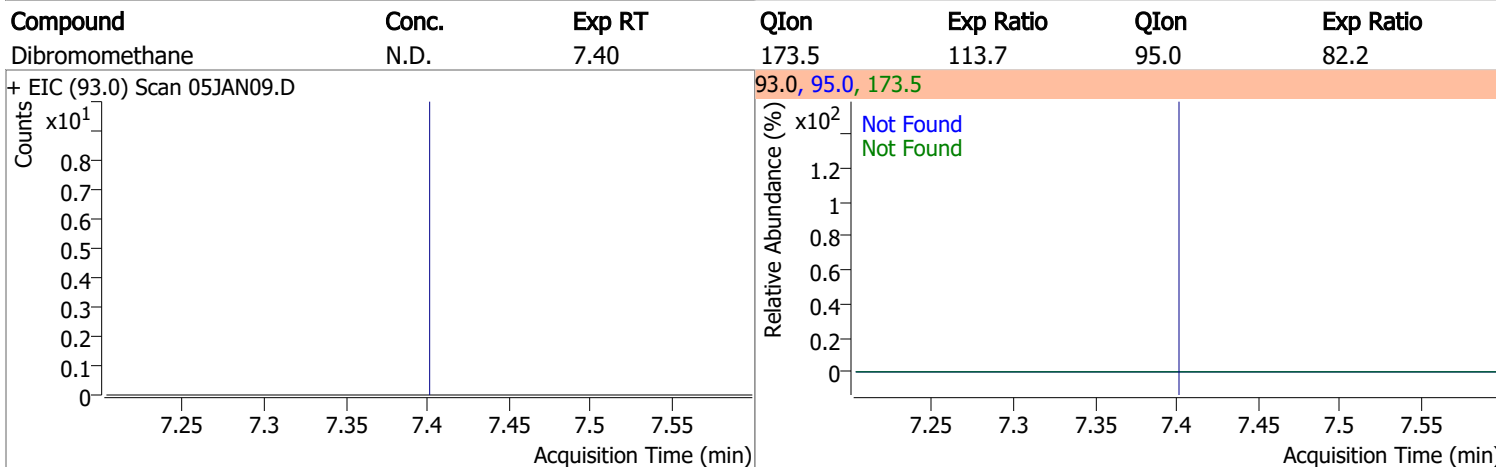 Compound Conc. Exp RT QIon Exp Ratio QIon Exp Ratio
Dibromomethane N.D. 7.40 173.5 113.7 95.0 82.2
+ EIC (93.0) Scan 05JAN09.D
Counts
x101
0.8
0.7
0.6
0.5
0.4
0.3
0.2
0.1
0
7.25 7.3 7.35 7.4 7.45 7.5 7.55
Acquisition Time (min)
93.0, 95.0, 173.5
Relative Abundance (%)
x102
Not Found
Not Found
1.2
1
0.8
0.6
0.4
0.2
0
7.25 7.3 7.35 7.4 7.45 7.5 7.55
Acquisition Time (min)